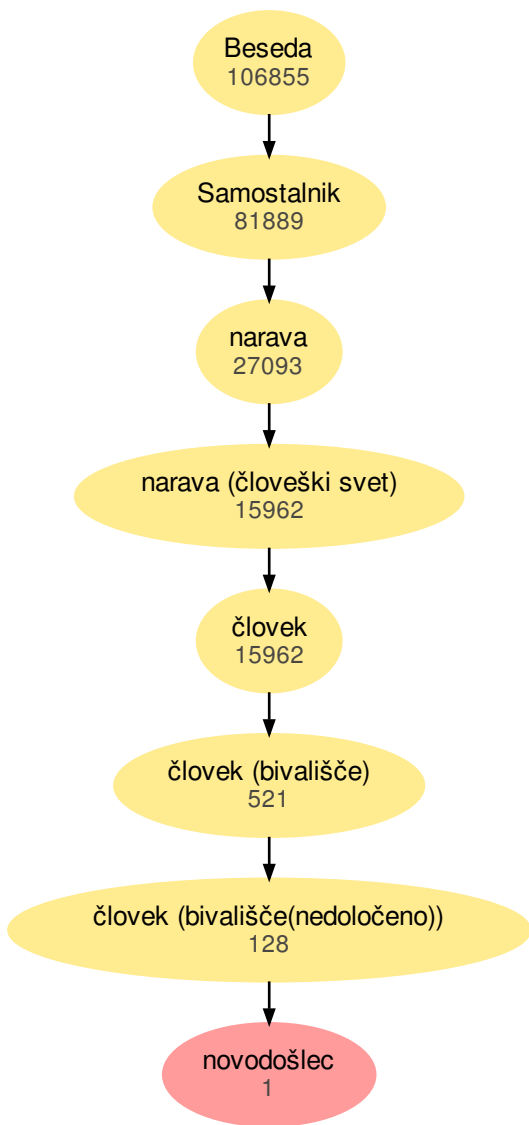 Beseda
106855
Samostalnik
81889
narava
27093
narava (človeški svet)
15962
človek
15962
človek (bivališče)
521
človek (bivališče(nedoločeno))
128
novodošlec
1